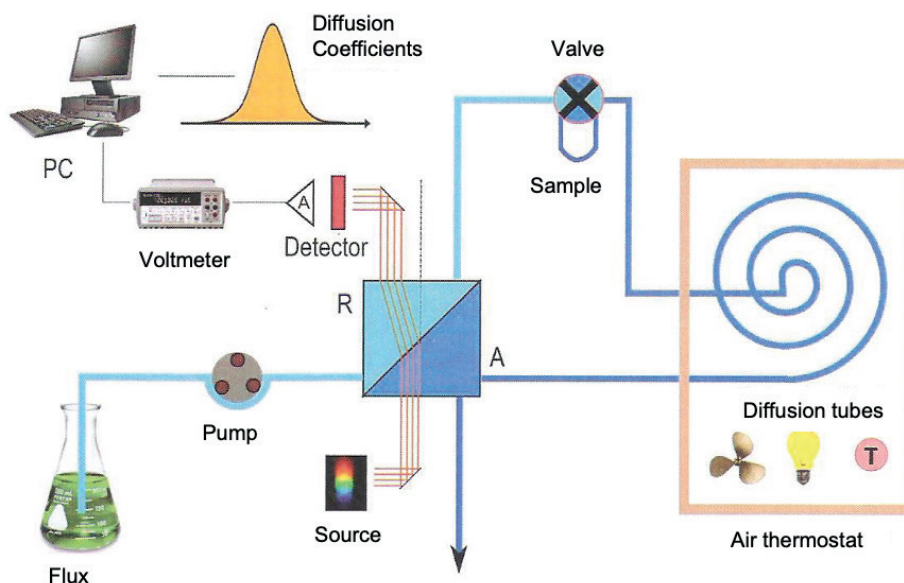 Diffusion
Coefficients
Valve
PC
Sample
A
Detector
Voltmeter
R
A
Pump
Diffusion tubes
T
Source
Air thermostat
Flux